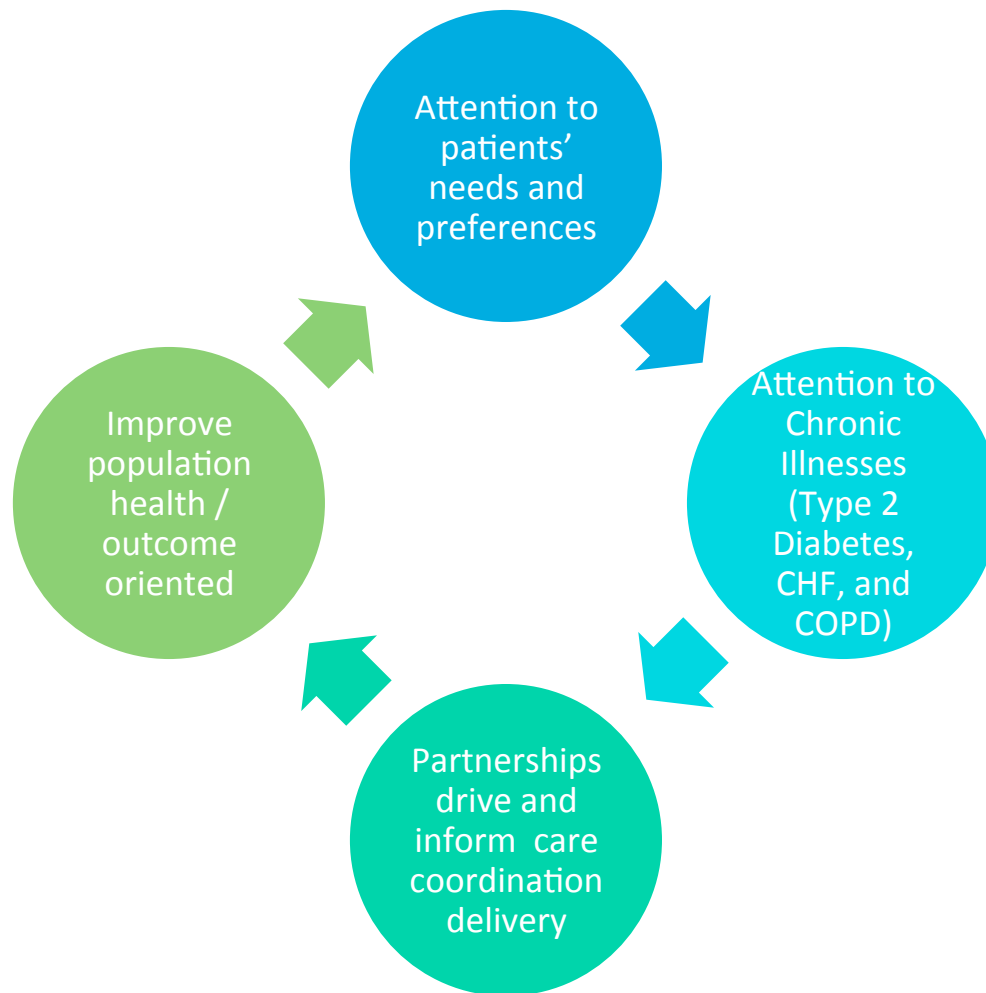 Attention to
patients’
needs and
preferences
Attention to
Chronic
Illnesses
(Type 2
Diabetes,
CHF, and
COPD)
Partnerships
drive and
inform  care
coordination
delivery
Improve
population
health /
outcome
oriented